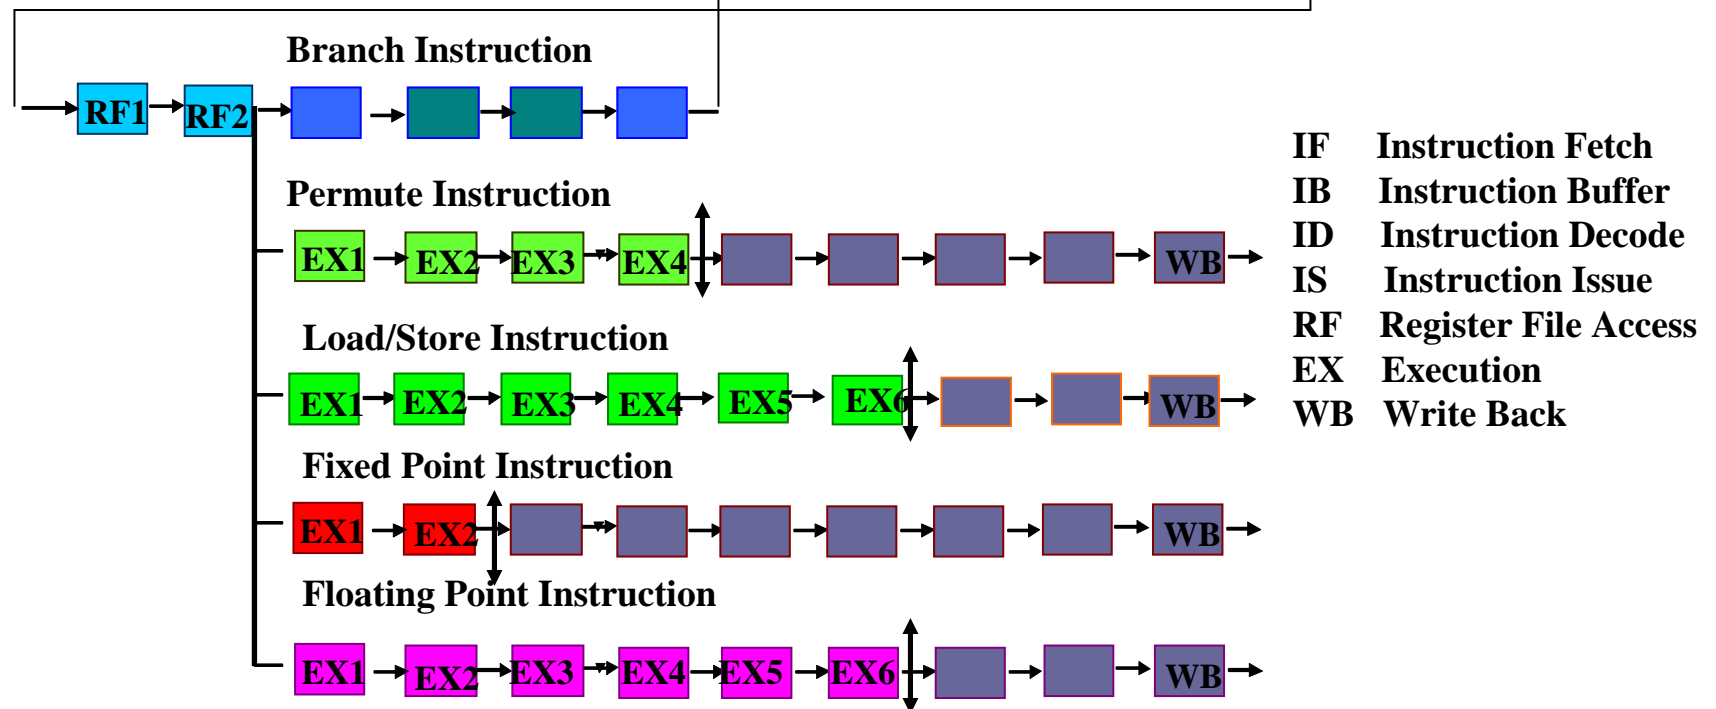 Branch Instruction
RF1 RF2
Permute Instruction
EX1 EX2 EX3 EX4 WB
Load/Store Instruction
EX1 EX2 EX3 EX4 EX5 EX6 WB
Fixed Point Instruction
EX1 EX2 WB
Floating Point Instruction
EX1 EX2 EX3 EX4 EX5 EX6 WB
IF Instruction Fetch
IB Instruction Buffer
ID Instruction Decode
IS Instruction Issue
RF Register File Access
EX Execution
WB Write Back